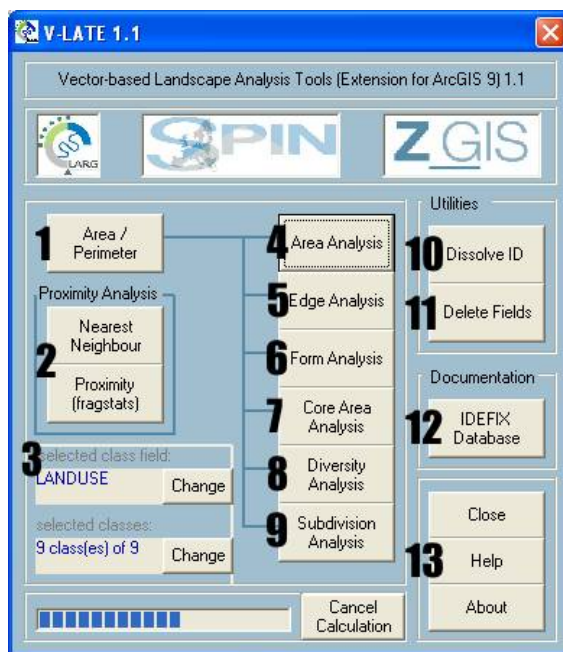 V-LATE 1.1
Vector-based Landscape Analysis Tools (Extension for ArcGIS 9) 1.1
LARG
SPIN
Z_GIS
1
Area /
Perimeter
Proximity Analysis
2
Nearest
Neighbour
Proximity
(fragstats)
3
selected class field:
LANDUSE
Change
selected classes:
9 class(es) of 9
Change
4
Area Analysis
5
Edge Analysis
6
Form Analysis
7
Core Area
Analysis
8
Diversity
Analysis
9
Subdivision
Analysis
Utilities
10
Dissolve ID
11
Delete Fields
Documentation
12
IDEFIX
Database
13
Close
Help
About
Cancel
Calculation